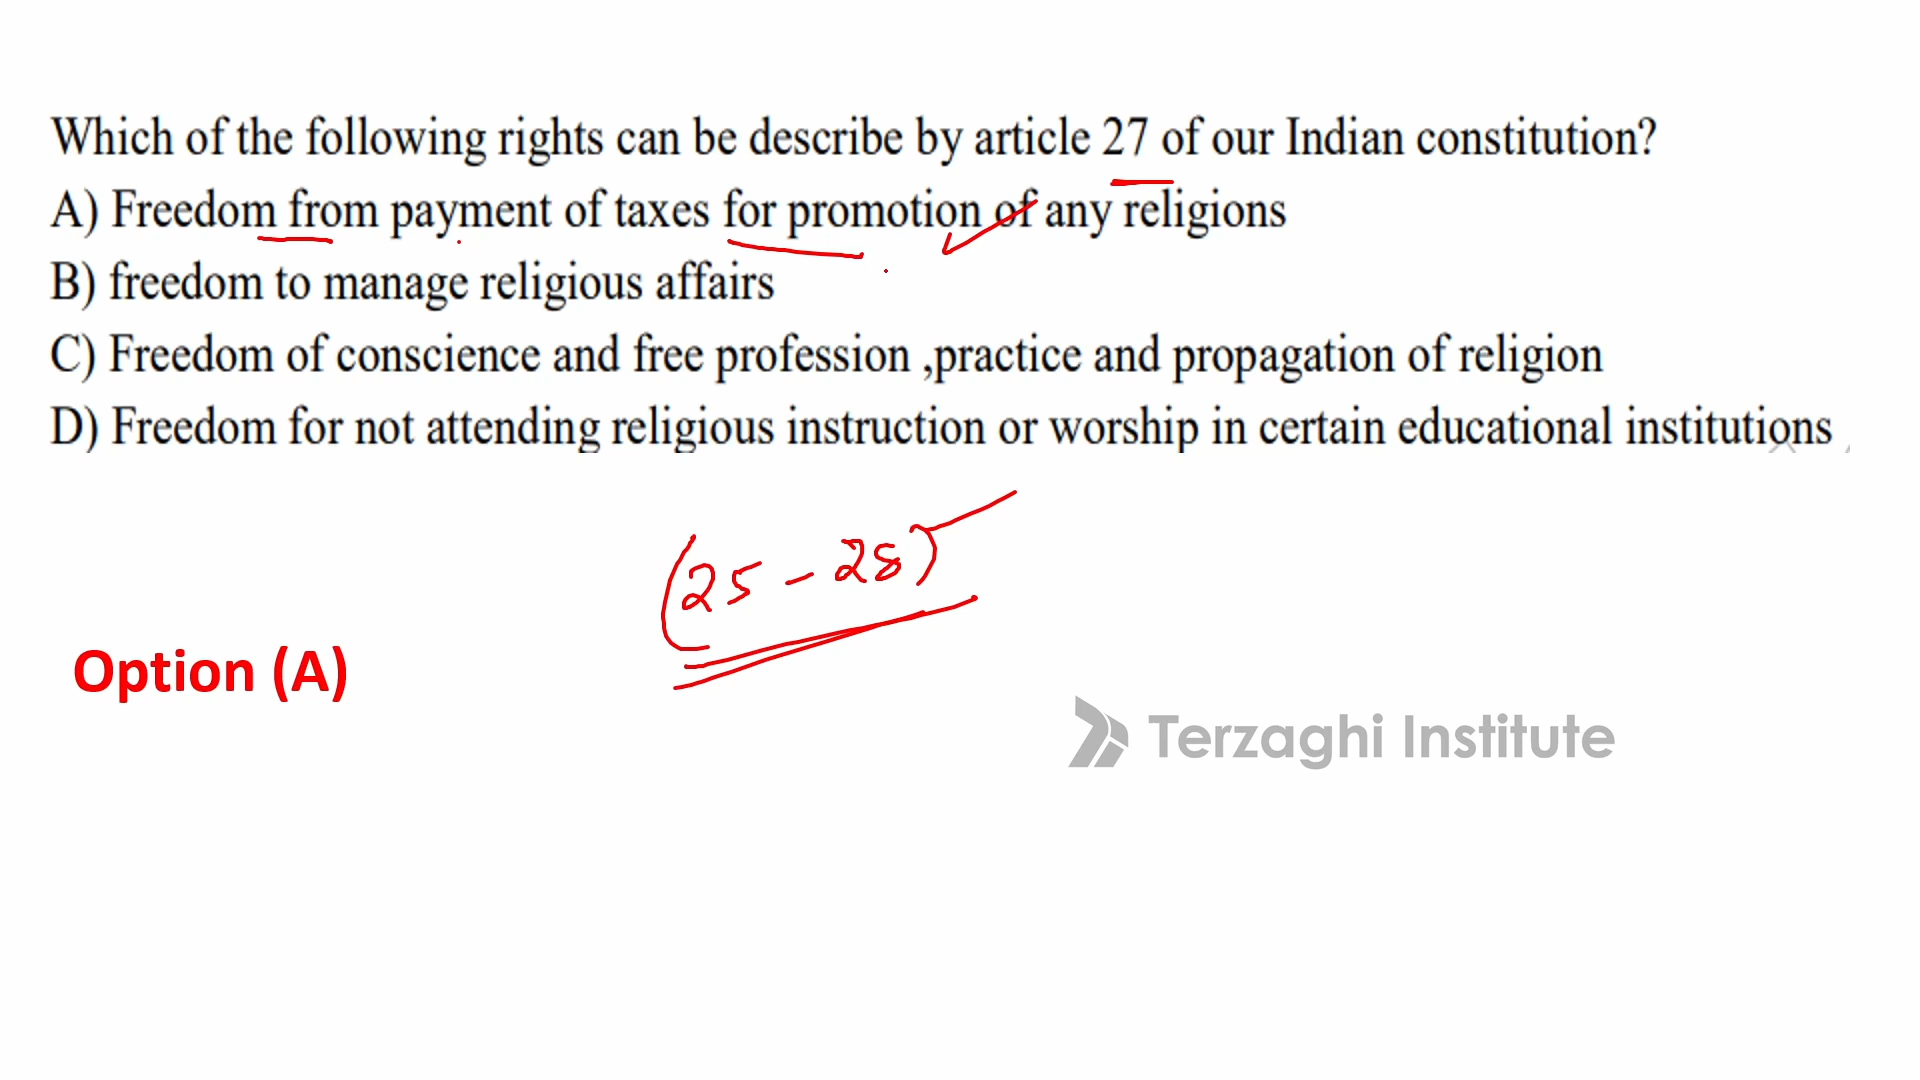 Which of the following rights can be describe by article 27 of our Indian constitution?
A) Freedom from payment of taxes for promotion of any religions
B) freedom to manage religious affairs
C) Freedom of conscience and free profession ,practice and propagation of religion
D) Freedom for not attending religious instruction or worship in certain educational institutions
(25 - 28)
Option (A)
Terzaghi Institute